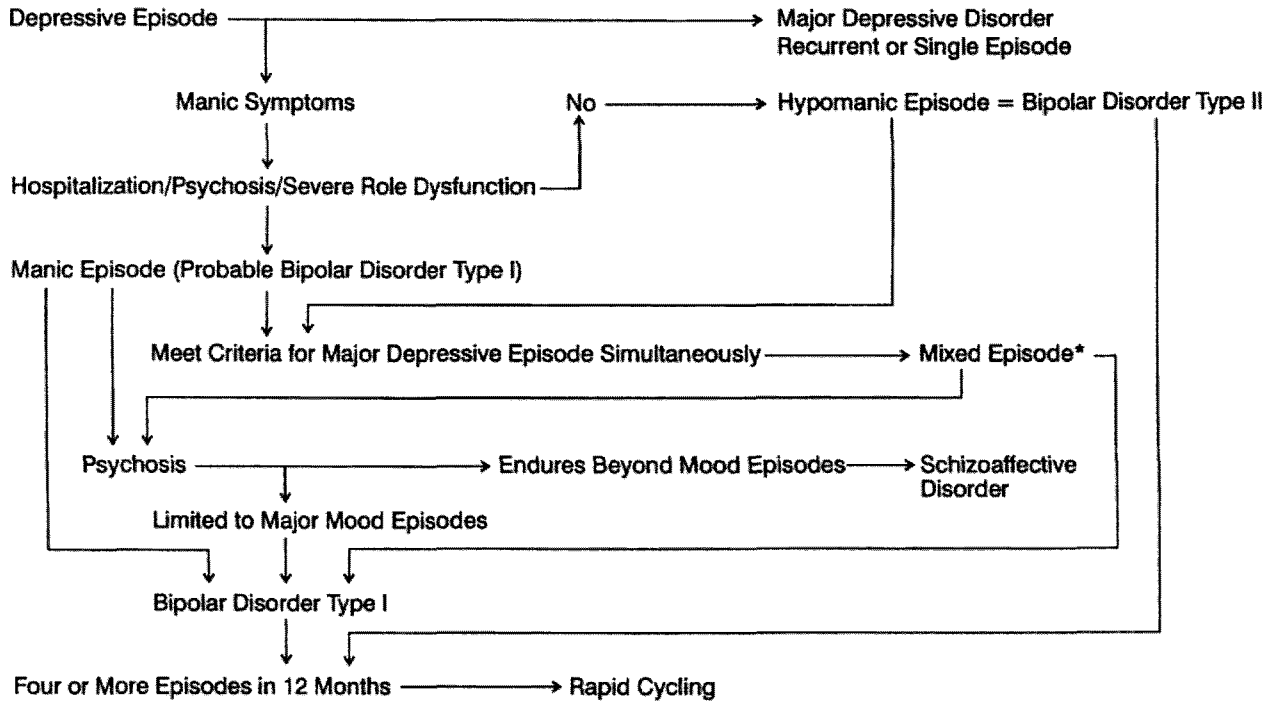 Depressive Episode
Major Depressive Disorder
Recurrent or Single Episode
Manic Symptoms
No
Hypomanic Episode = Bipolar Disorder Type II
Hospitalization/Psychosis/Severe Role Dysfunction
Manic Episode (Probable Bipolar Disorder Type I)
Meet Criteria for Major Depressive Episode Simultaneously
Mixed Episode*
Psychosis
Endures Beyond Mood Episodes
Schizoaffective
Disorder
Limited to Major Mood Episodes
Bipolar Disorder Type I
Four or More Episodes in 12 Months
Rapid Cycling